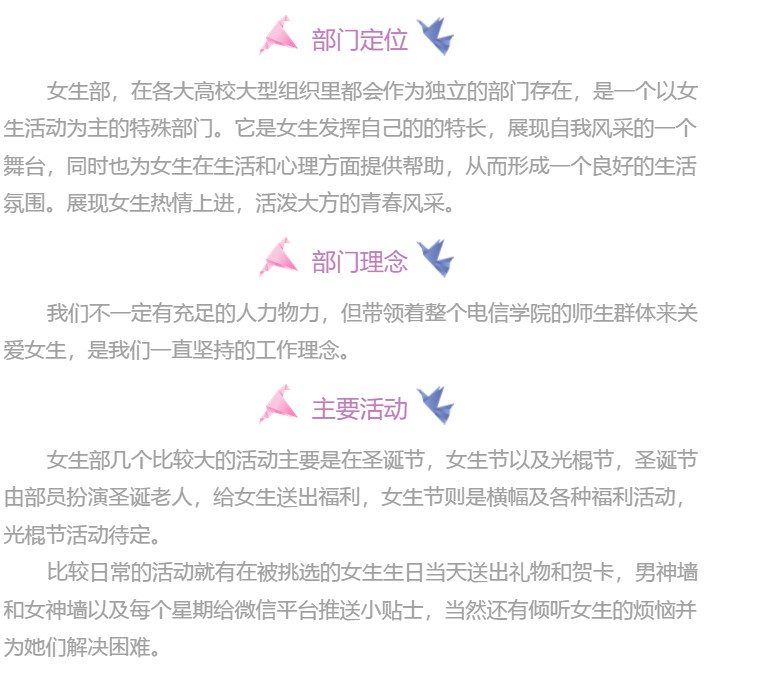 部门定位
女生部，在各大高校大型组织里都会作为独立的部门存在，是一个以女
生活动为主的特殊部门。它是女生发挥自己的的特长，展现自我风采的一个
舞台，同时也为女生在生活和心理方面提供帮助，从而形成一个良好的生活
氛围。展现女生热情上进，活泼大方的青春风采。
部门理念
我们不一定有充足的人力物力，但带领着整个电信学院的师生群体来关
爱女生，是我们一直坚持的工作理念。
主要活动
女生部几个比较大的活动主要是在圣诞节，女生节以及光棍节，圣诞节
由部员扮演圣诞老人，给女生送出福利，女生节则是横幅及各种福利活动，
光棍节活动待定。
比较日常的活动就有在被挑选的女生生日当天送出礼物和贺卡，男神墙
和女神墙以及每个星期给微信平台推送小贴士，当然还有倾听女生的烦恼并
为她们解决困难。